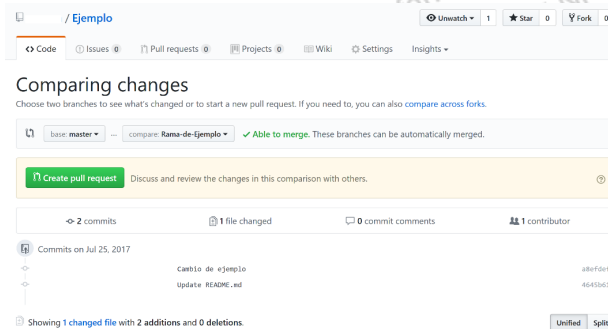 / Ejemplo
Unwatch 1 Star 0 Fork 0
Code Issues 0 Pull requests 0 Projects 0 Wiki Settings Insights
Comparing changes
Choose two branches to see what's changed or to start a new pull request. If you need to, you can also compare across forks.
base: master ... compare: Rama-de-Ejemplo ✓ Able to merge. These branches can be automatically merged.
Create pull request Discuss and review the changes in this comparison with others.
2 commits 1 file changed 0 commit comments 1 contributor
Commits on Jul 25, 2017
Cambio de ejemplo
Update README.md
Showing 1 changed file with 2 additions and 0 deletions. Unified Split